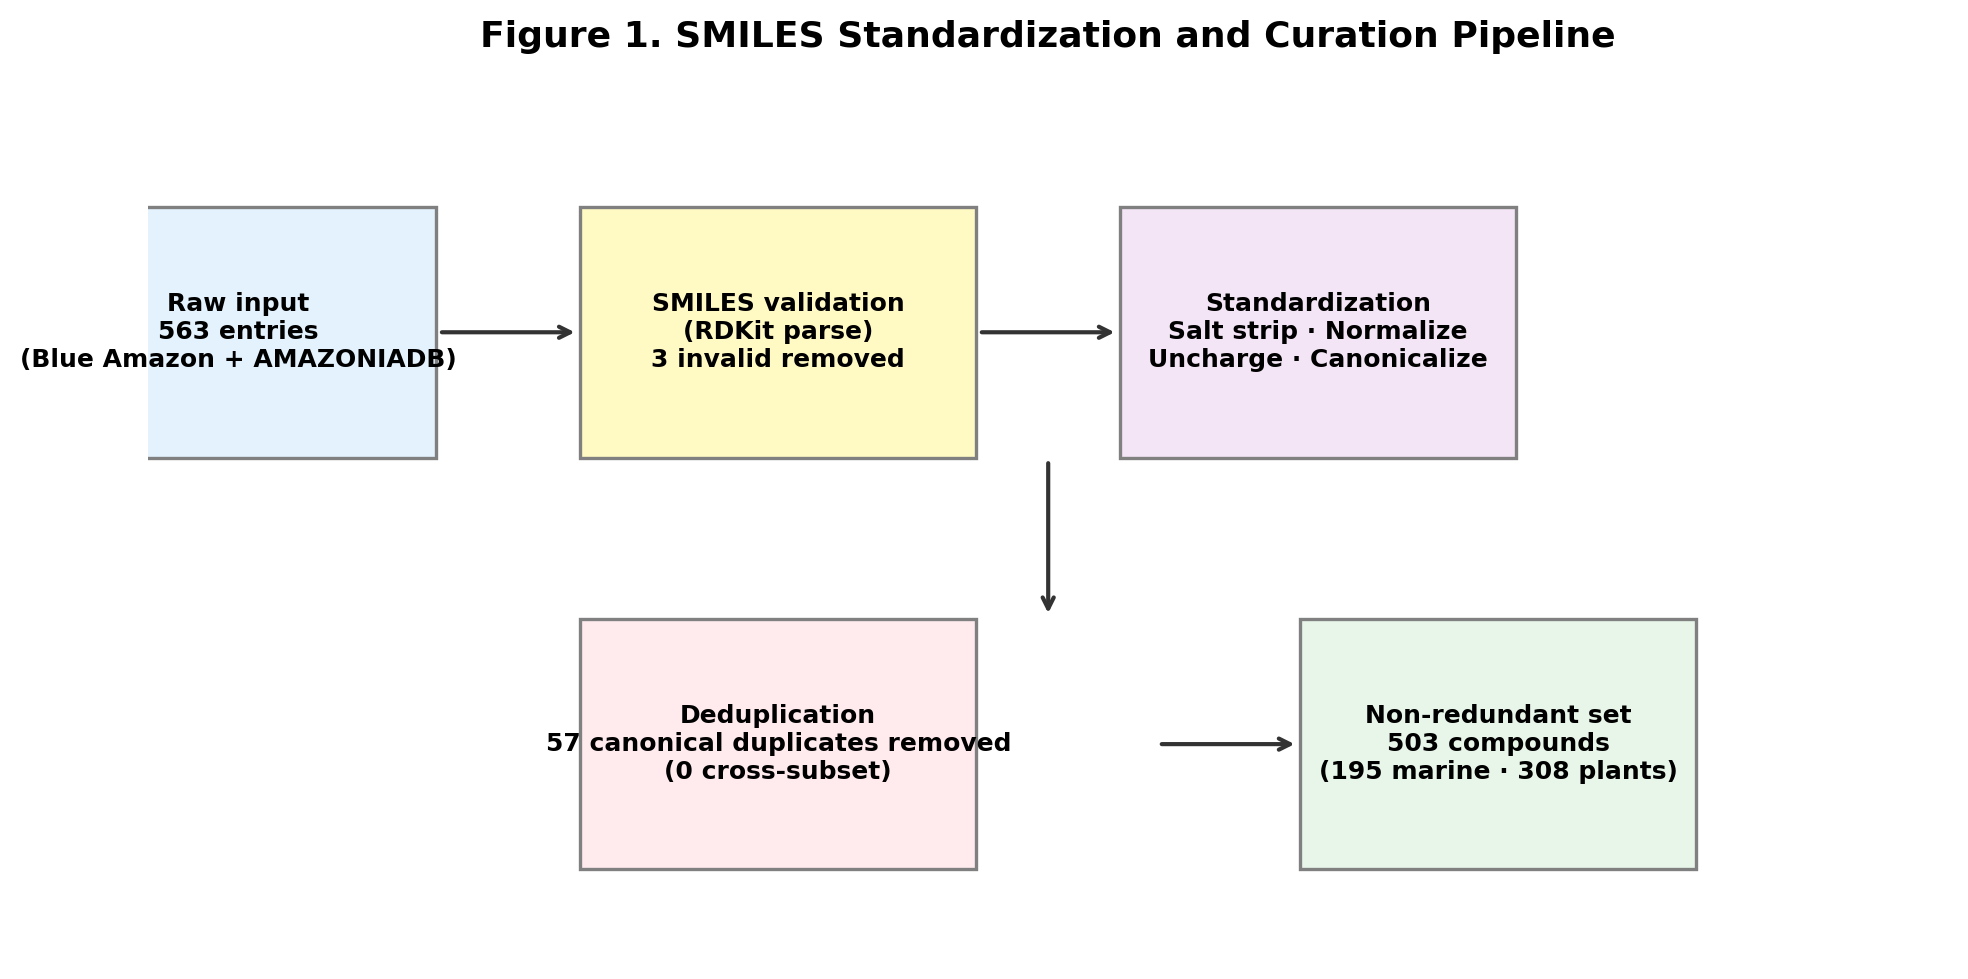 Figure 1. SMILES Standardization and Curation Pipeline
Raw input
563 entries
(Blue Amazon + AMAZONIADB)
SMILES validation
(RDKit parse)
3 invalid removed
Standardization
Salt strip · Normalize
Uncharge · Canonicalize
Deduplication
57 canonical duplicates removed
(0 cross-subset)
Non-redundant set
503 compounds
(195 marine · 308 plants)